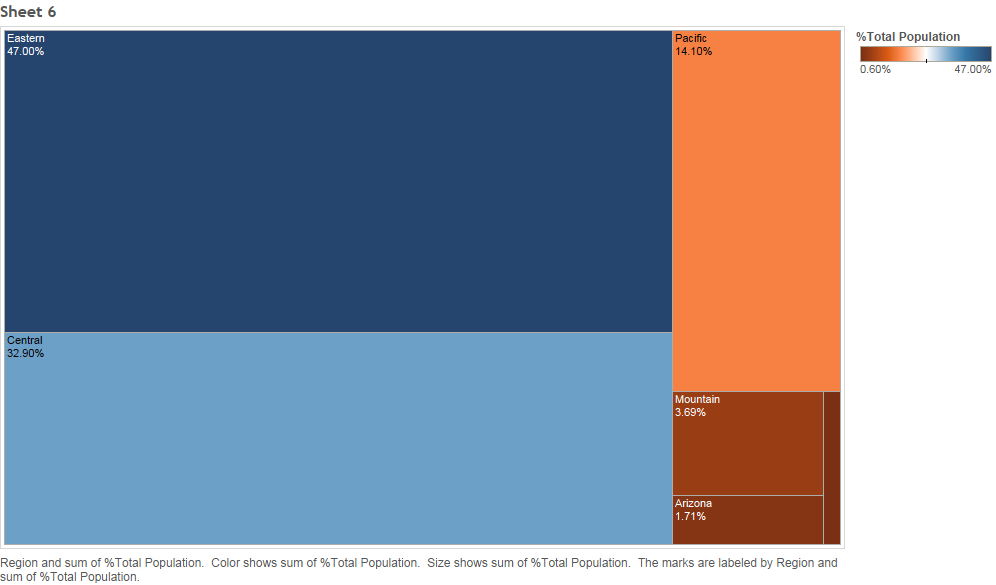 Sheet 6
Eastern
47.00%
Pacific
14.10%
%Total Population
0.60%
47.00%
Central
32.90%
Mountain
3.69%
Arizona
1.71%
Region and sum of %Total Population.  Color shows sum of %Total Population.  Size shows sum of %Total Population.  The marks are labeled by Region and
sum of %Total Population.